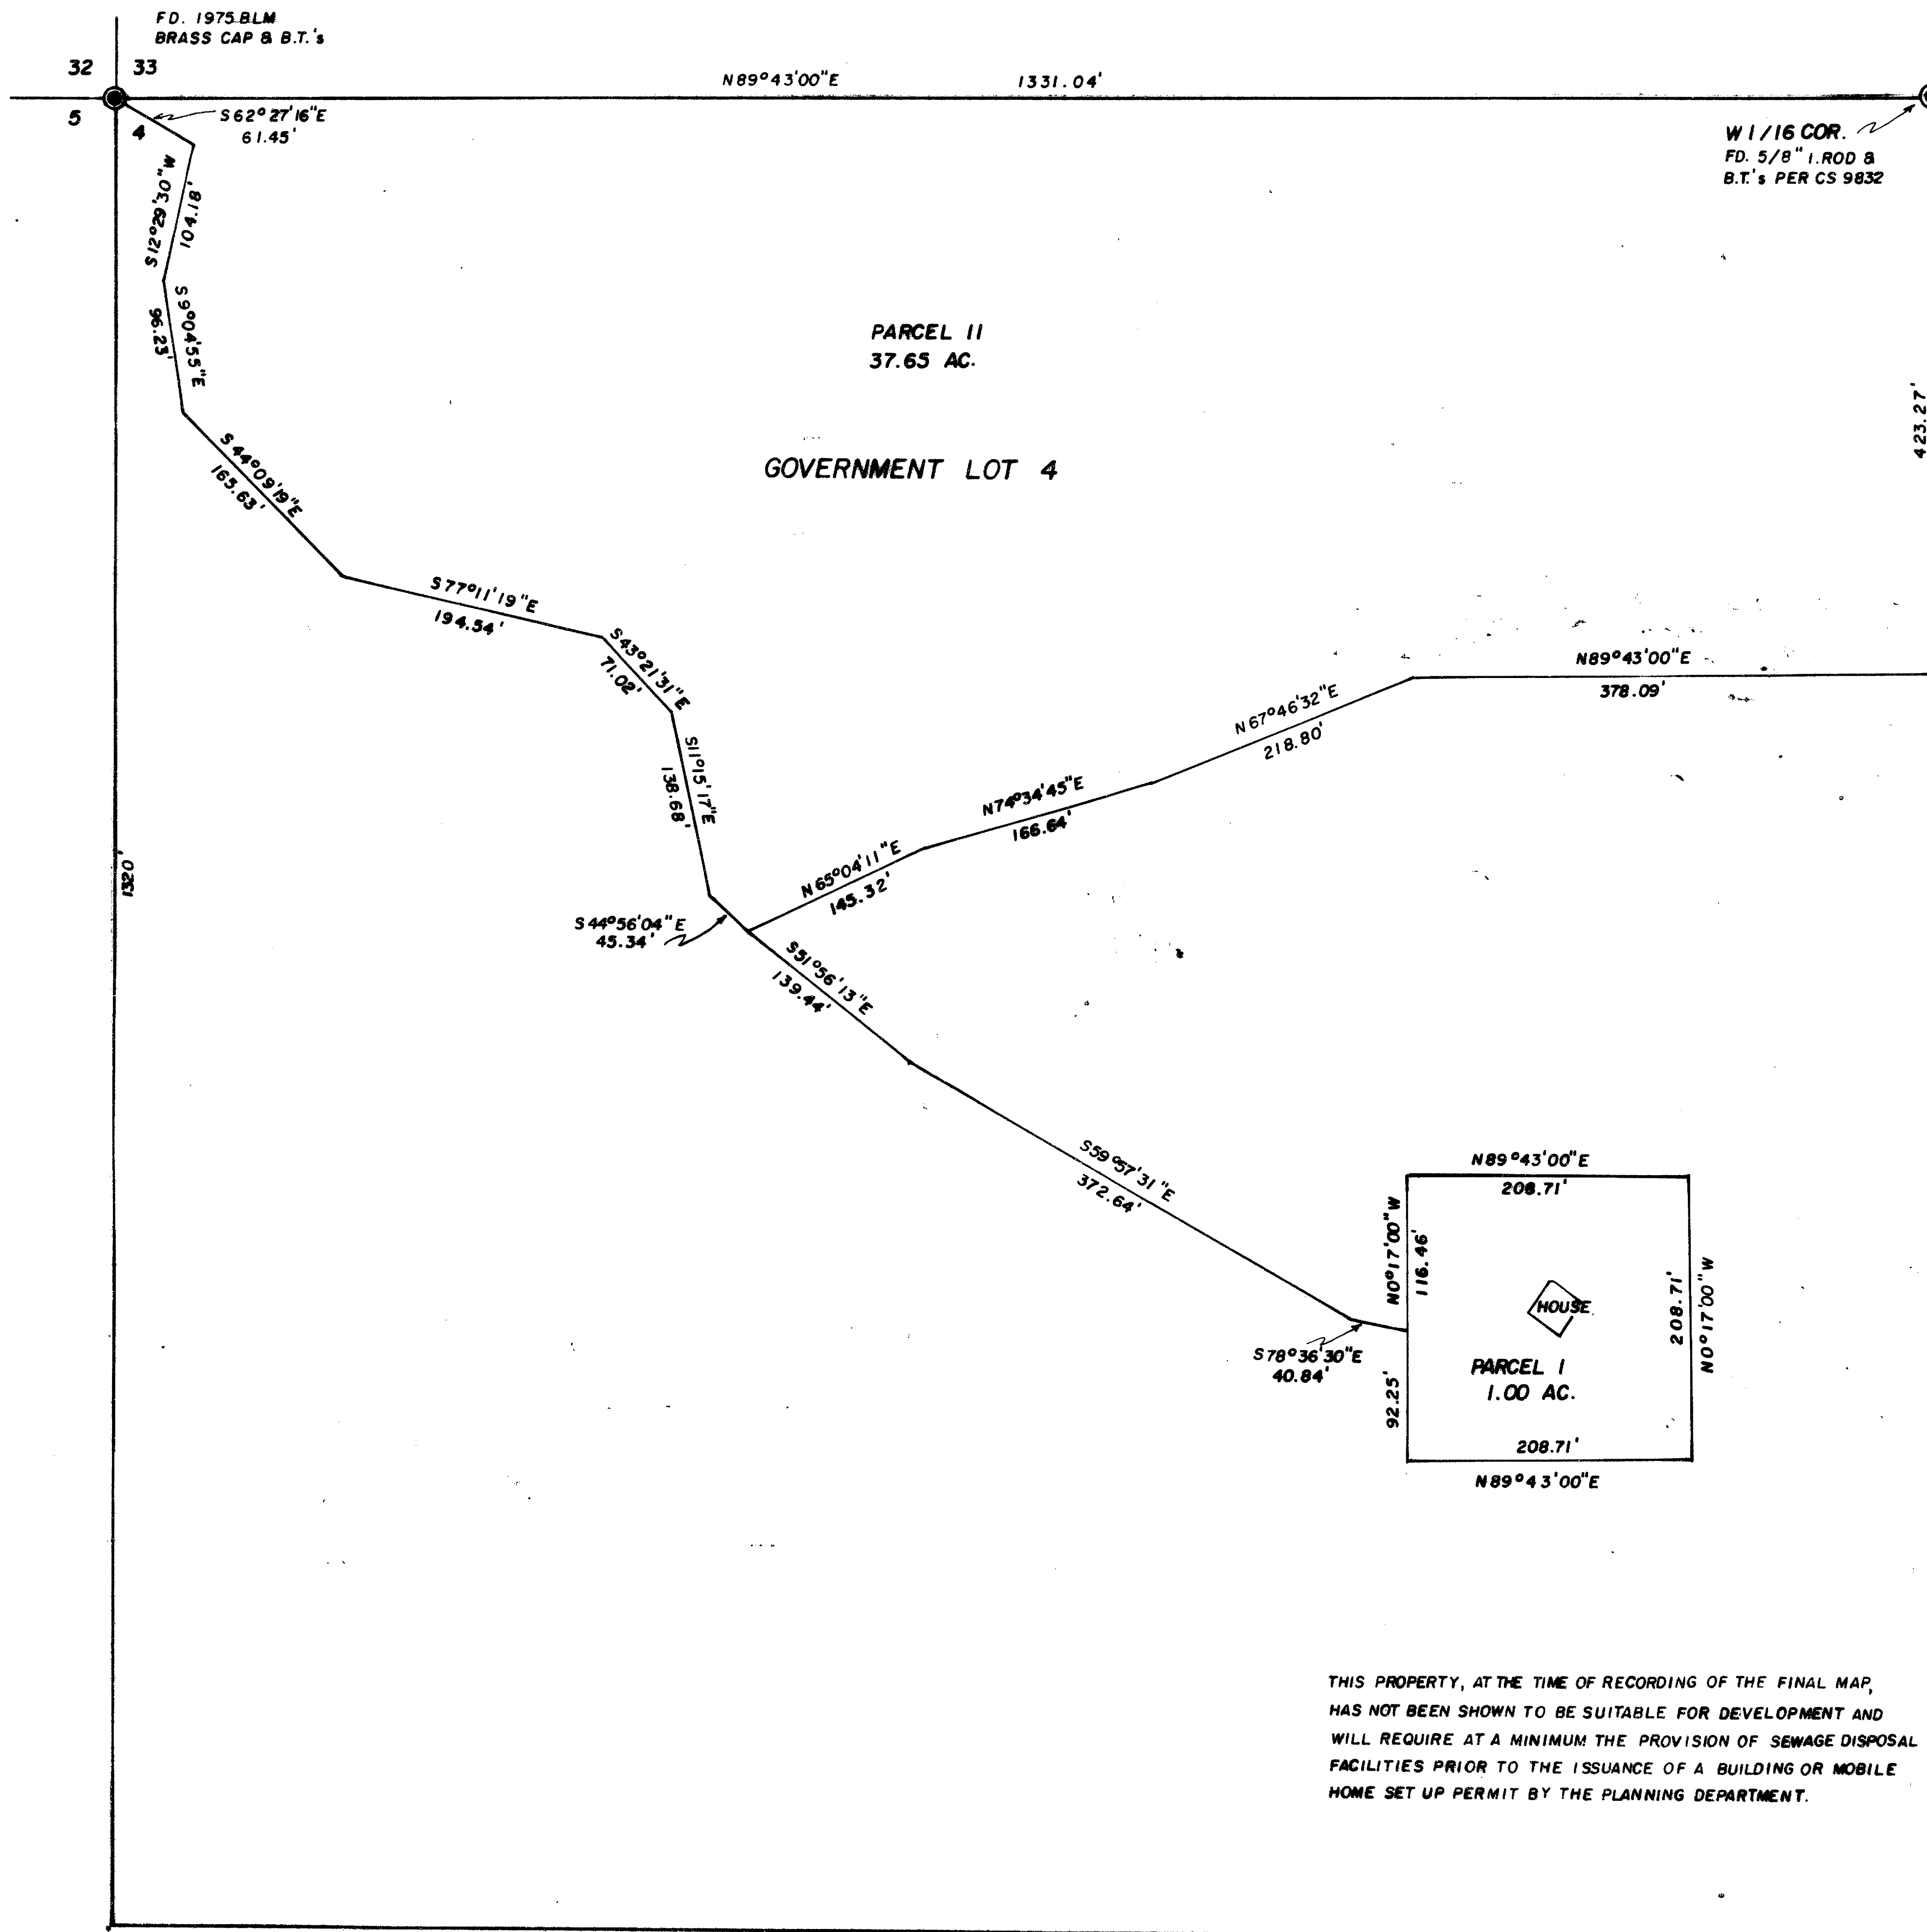 FD. 1975 BLM
BRASS CAP & B.T.'s
32 33
N89°43'00"E 1331.04'
5 4
S62°27'16"E
61.45'
W 1/16 COR.
FD. 5/8" I.ROD &
B.T.'s PER CS 9832
S12°29'30"W
104.18'
S9°04'55"E
96.23'
PARCEL II
37.65 AC.
423.27'
GOVERNMENT LOT 4
S44°09'19"E
165.63'
S77°11'19"E
194.54'
S43°21'31"E
71.02'
N89°43'00"E
378.09'
N67°46'32"E
218.80'
S11°15'17"E
138.68'
N74°34'45"E
166.64'
N65°04'11"E
145.32'
1320'
S44°56'04"E
45.34'
S51°56'13"E
139.44'
S59°57'31"E
372.64'
N89°43'00"E
208.71'
N0°17'00"W
116.46'
HOUSE
208.71'
N0°17'00"W
S78°36'30"E
40.84'
PARCEL I
1.00 AC.
92.25'
208.71'
N89°43'00"E
THIS PROPERTY, AT THE TIME OF RECORDING OF THE FINAL MAP,
HAS NOT BEEN SHOWN TO BE SUITABLE FOR DEVELOPMENT AND
WILL REQUIRE AT A MINIMUM THE PROVISION OF SEWAGE DISPOSAL
FACILITIES PRIOR TO THE ISSUANCE OF A BUILDING OR MOBILE
HOME SET UP PERMIT BY THE PLANNING DEPARTMENT.